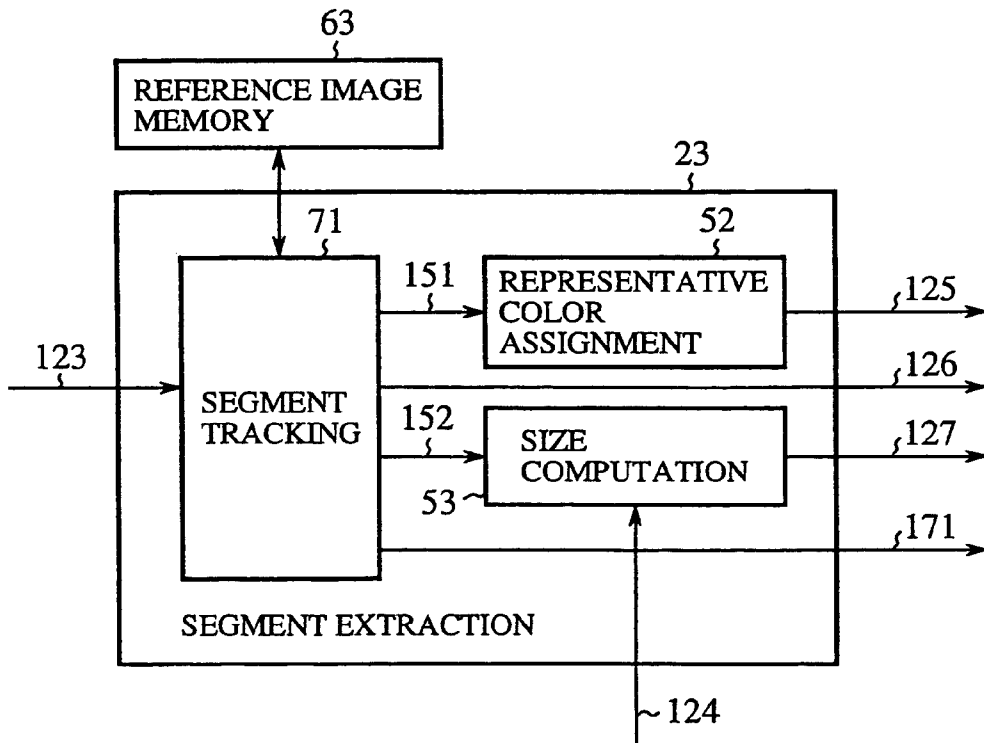 63
REFERENCE IMAGE
MEMORY
23
71
52
151
REPRESENTATIVE
COLOR
ASSIGNMENT
125
123
126
SEGMENT
TRACKING
152
SIZE
COMPUTATION
127
53
171
SEGMENT EXTRACTION
124